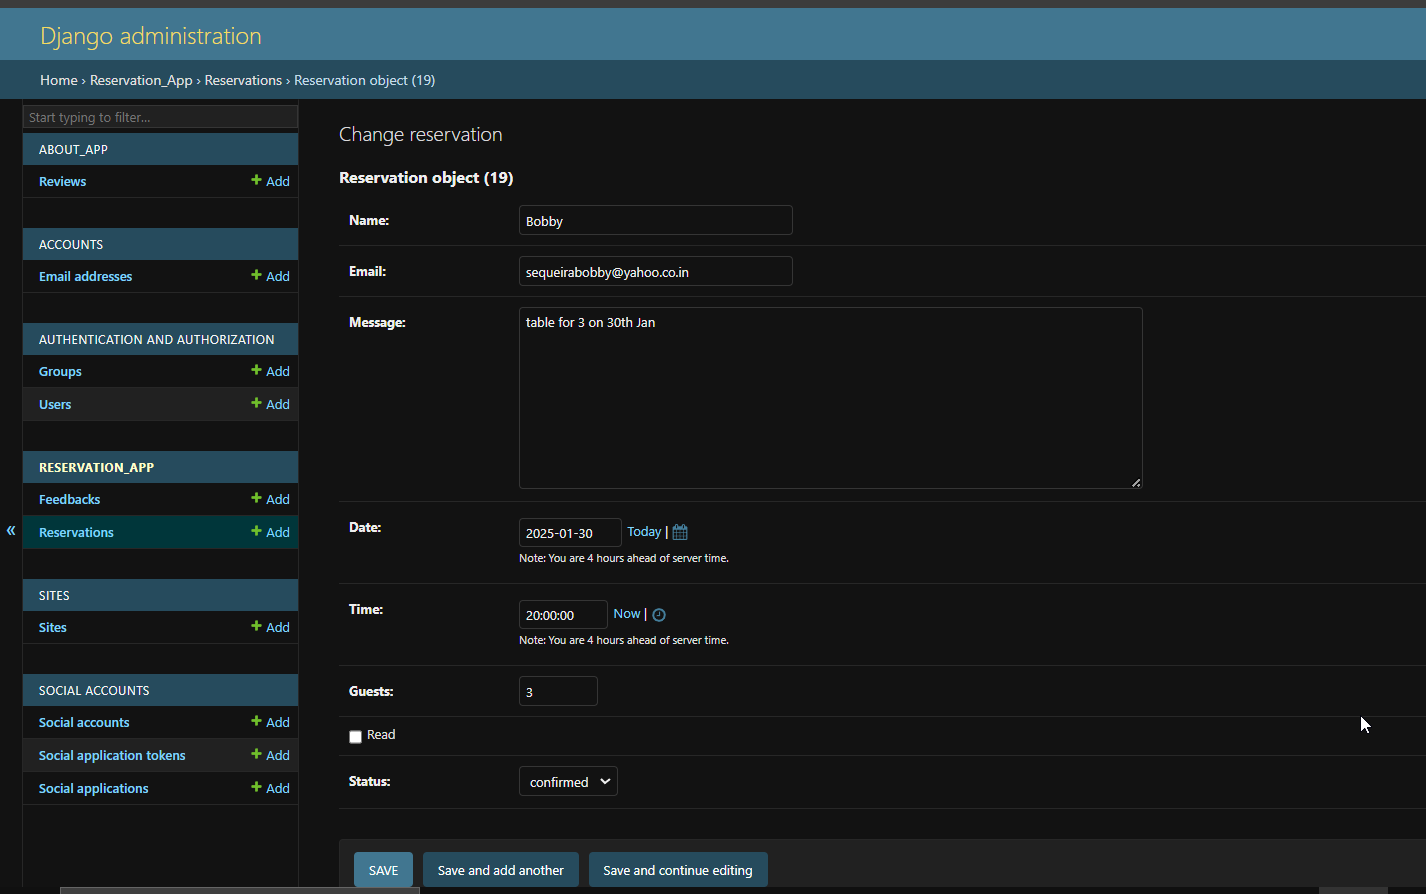 Django administration
Home › Reservation_App › Reservations › Reservation object (19)
Start typing to filter...
ABOUT_APP
Reviews + Add
ACCOUNTS
Email addresses + Add
AUTHENTICATION AND AUTHORIZATION
Groups + Add
Users + Add
RESERVATION_APP
Feedbacks + Add
Reservations + Add
SITES
Sites + Add
SOCIAL ACCOUNTS
Social accounts + Add
Social application tokens + Add
Social applications + Add
«
Change reservation
Reservation object (19)
Name: Bobby
Email: sequeirabobby@yahoo.co.in
Message: table for 3 on 30th Jan
Date: 2025-01-30 Today |
Note: You are 4 hours ahead of server time.
Time: 20:00:00 Now |
Note: You are 4 hours ahead of server time.
Guests: 3
Read
Status: confirmed
SAVE Save and add another Save and continue editing